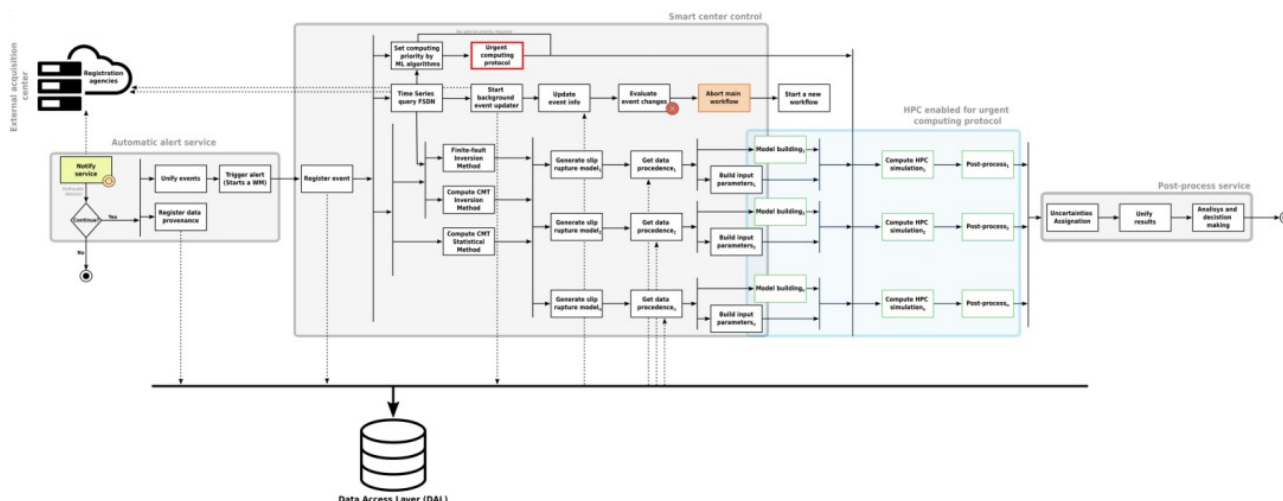 Smart center control
External acquisition
center
Registration
agencies
Set computing
priority by
ML algorithms
Urgent
computing
protocol
Time Series
query FSDN
Start
background
event updater
Update
event info
Evaluate
event changes
Abort main
workflow
Start a new
workflow
HPC enabled for urgent
computing protocol
Automatic alert service
Notify
service
Continue
Yes
No
Unify events
Trigger alert
(Starts a WM)
Register data
provenance
Register event
Finite-fault
Inversion
Method
Compute CMT
Inversion
Method
Compute CMT
Statistical
Method
Generate slip
rupture model₁
Get data
procedence₁
Model building₁
Build input
parameters₁
Compute HPC
simulation₁
Post-process₁
Generate slip
rupture model₂
Get data
procedence₂
Model building₂
Build input
parameters₂
Compute HPC
simulation₂
Post-process₂
Generate slip
rupture modelₙ
Get data
procedenceₙ
Model buildingₙ
Build input
parametersₙ
Compute HPC
simulationₙ
Post-processₙ
Post-process service
Uncertainties
Assignation
Unify
results
Analisys and
decistion
making
Data Access Layer (DAL)